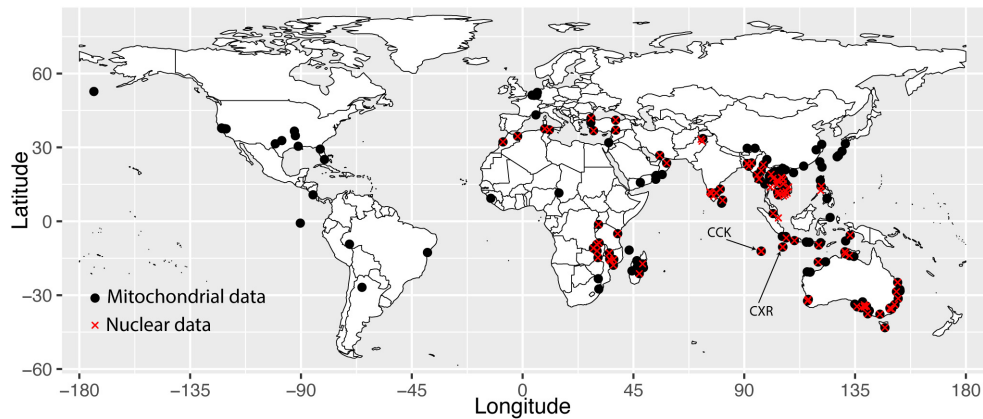 Latitude
60
30
0
−30
−60
CCK
CXR
Mitochondrial data
Nuclear data
−180
−135
−90
−45
0
45
90
135
180
Longitude